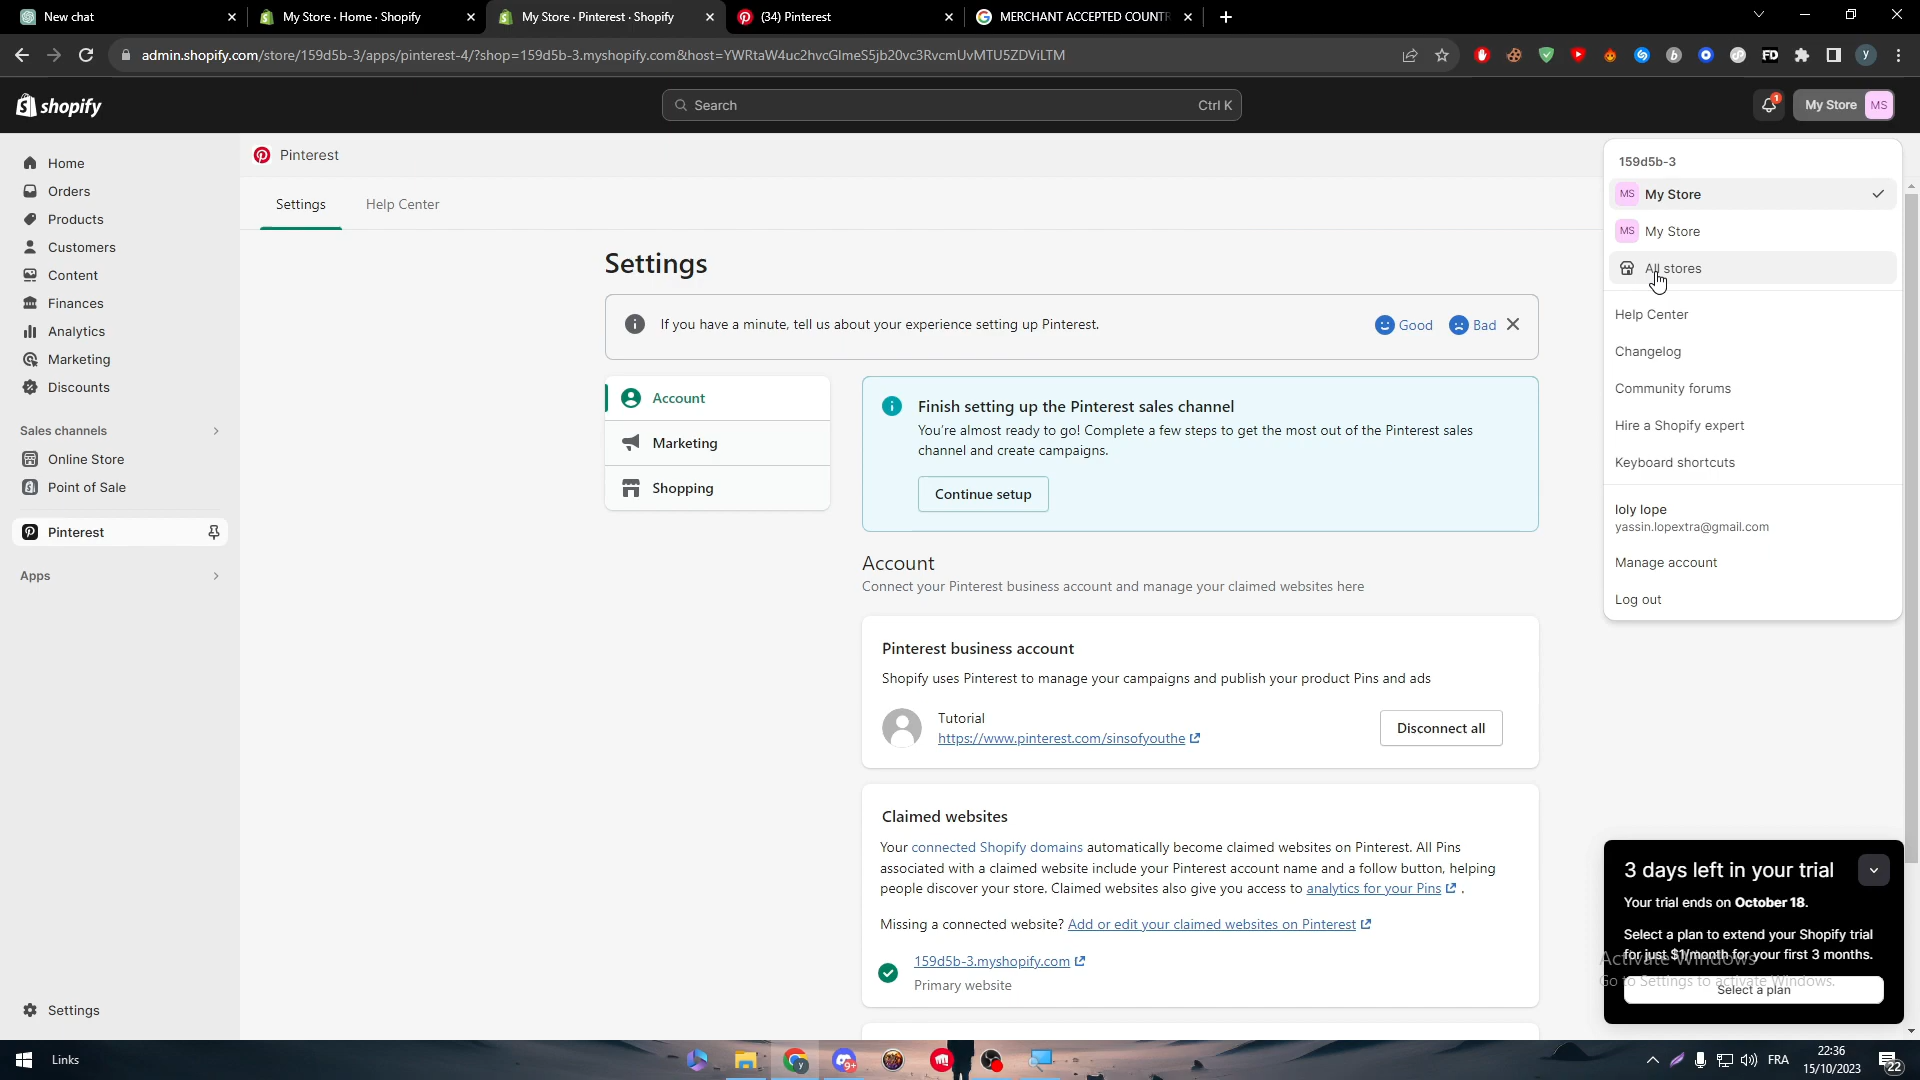 New chat
My Store · Home · Shopify
My Store · Pinterest · Shopify
(34) Pinterest
MERCHANT ACCEPTED COUNTR
admin.shopify.com/store/159d5b-3/apps/pinterest-4/?shop=159d5b-3.myshopify.com&host=YWRtaW4uc2hvcGlmeS5jb20vc3RvcmUvMTU5ZDViLTM
shopify
Search
Ctrl K
1
My Store
MS
Home
Orders
Products
Customers
Content
Finances
Analytics
Marketing
Discounts
Sales channels
Online Store
Point of Sale
Pinterest
Apps
Settings
Pinterest
Settings
Help Center
Settings
If you have a minute, tell us about your experience setting up Pinterest.
Good
Bad
Account
Marketing
Shopping
Finish setting up the Pinterest sales channel
You're almost ready to go! Complete a few steps to get the most out of the Pinterest sales
channel and create campaigns.
Continue setup
Account
Connect your Pinterest business account and manage your claimed websites here
Pinterest business account
Shopify uses Pinterest to manage your campaigns and publish your product Pins and ads
Tutorial
https://www.pinterest.com/sinsofyouthe
Disconnect all
Claimed websites
Your connected Shopify domains automatically become claimed websites on Pinterest. All Pins
associated with a claimed website include your Pinterest account name and a follow button, helping
people discover your store. Claimed websites also give you access to analytics for your Pins .
Missing a connected website? Add or edit your claimed websites on Pinterest
159d5b-3.myshopify.com
Primary website
159d5b-3
MS My Store
MS My Store
All stores
Help Center
Changelog
Community forums
Hire a Shopify expert
Keyboard shortcuts
loly lope
yassin.lopextra@gmail.com
Manage account
Log out
3 days left in your trial
Your trial ends on October 18.
Select a plan to extend your Shopify trial
for just $1/month for your first 3 months.
Select a plan
Activate Windows
Go to Settings to activate Windows.
Links
9+
FRA
22:36
15/10/2023
22